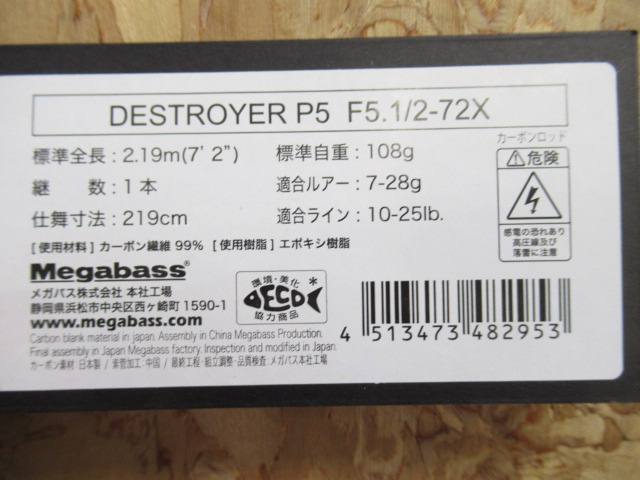 DESTROYER P5 F5.1/2-72X
標準全長：2.19m(7' 2")
標準自重：108g
継 数：1本
適合ルアー：7-28g
仕舞寸法：219cm
適合ライン：10-25lb.
[使用材料] カーボン繊維 99% [使用樹脂] エポキシ樹脂
カーボンロッド
危険
感電の恐れあり
高圧線及び
落雷に注意
Megabass®
メガバス株式会社 本社工場
静岡県浜松市中央区西ヶ崎町1590-1
www.megabass.com
環境・美化
ECO
協力商品
4 513473 482953
Carbon blank material in japan. Assembly in China Megabass Production.
Final assembly in Japan Megabass factory. Inspection and modified in Japan.
カーボン素材：日本製 / 素管加工：中国 / 最終工程・組立調整・品質検査：メガバス本社工場